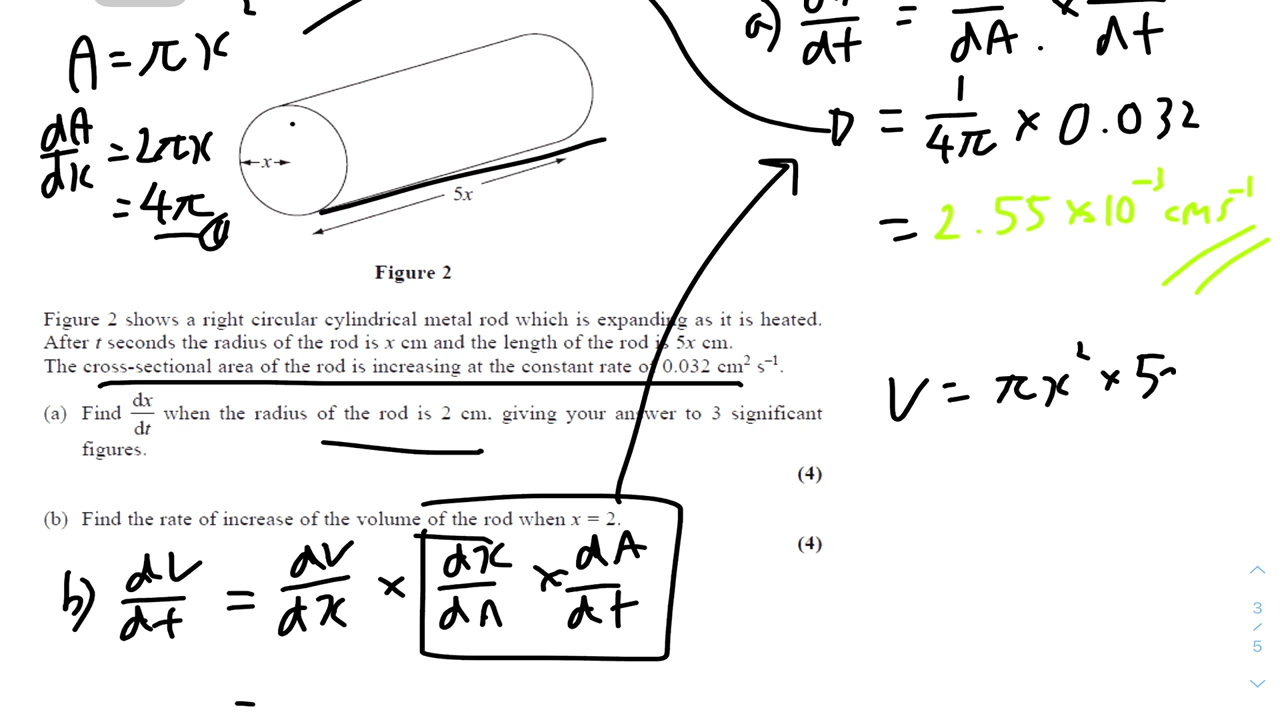 A = πx²
dA/dx = 2πx
= 4π
x
5x
Figure 2
a) dt = dA . × dt
= 1/4π × 0.032
= 2.55 × 10⁻³ cms⁻¹
Figure 2 shows a right circular cylindrical metal rod which is expanding as it is heated.
After t seconds the radius of the rod is x cm and the length of the rod is 5x cm.
The cross-sectional area of the rod is increasing at the constant rate of 0.032 cm² s⁻¹.
V = πx² × 5
(a) Find dx/dt when the radius of the rod is 2 cm, giving your answer to 3 significant
figures.
(4)
(b) Find the rate of increase of the volume of the rod when x = 2.
(4)
b) dV/dt = dV/dx × dx/dA × dA/dt
=
3
/
5